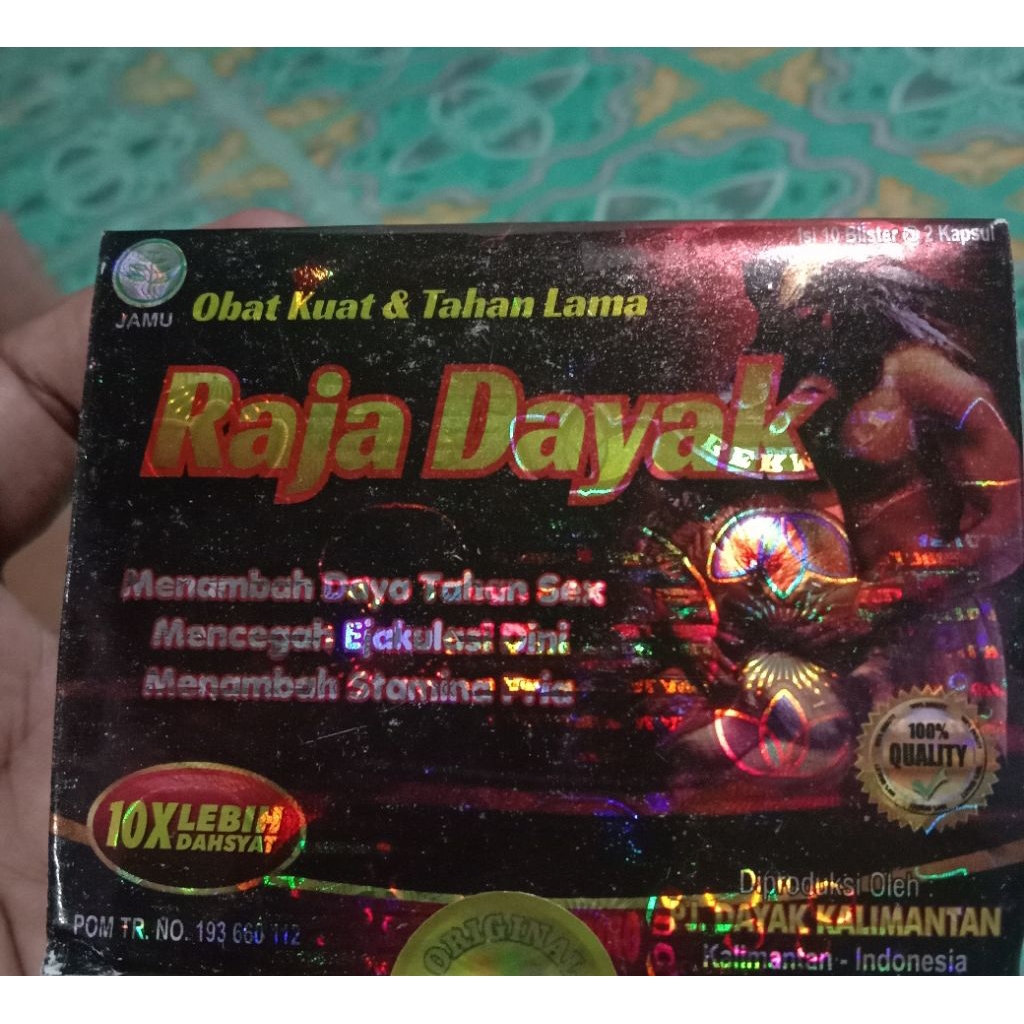 Isi 10 Blister @ 2 Kapsul
JAMU
Obat Kuat & Tahan Lama
Raja Dayak
Menambah Daya Tahan Sex
Mencegah Ejakulasi Dini
Menambah Stamina Pria
100%
QUALITY
10X LEBIH
DAHSYAT
POM TR. NO. 193 660 112
ORIGINAL
Diproduksi Oleh
PT. DAYAK KALIMANTAN
Kalimantan - Indonesia